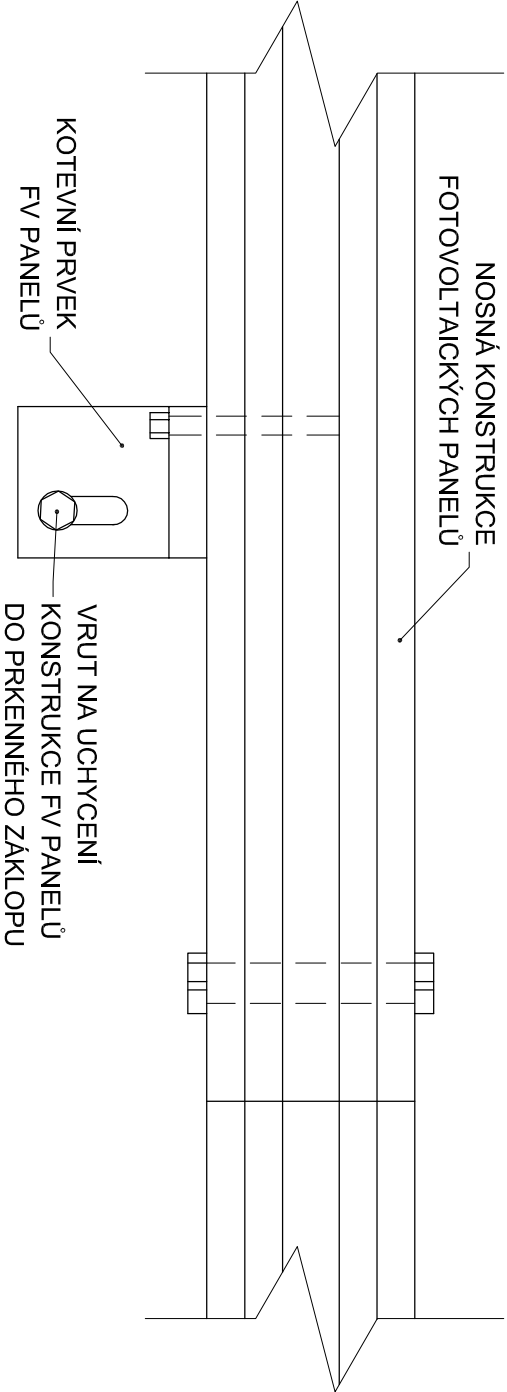 NOSNÁ KONSTRUKCE
FOTOVOLTAICKÝCH PANELŮ
KOTEVNÍ PRVEK
FV PANELŮ
VRUT NA UCHYCENÍ
KONSTRUKCE FV PANELŮ
DO PRKENNÉHO ZÁKLOPU